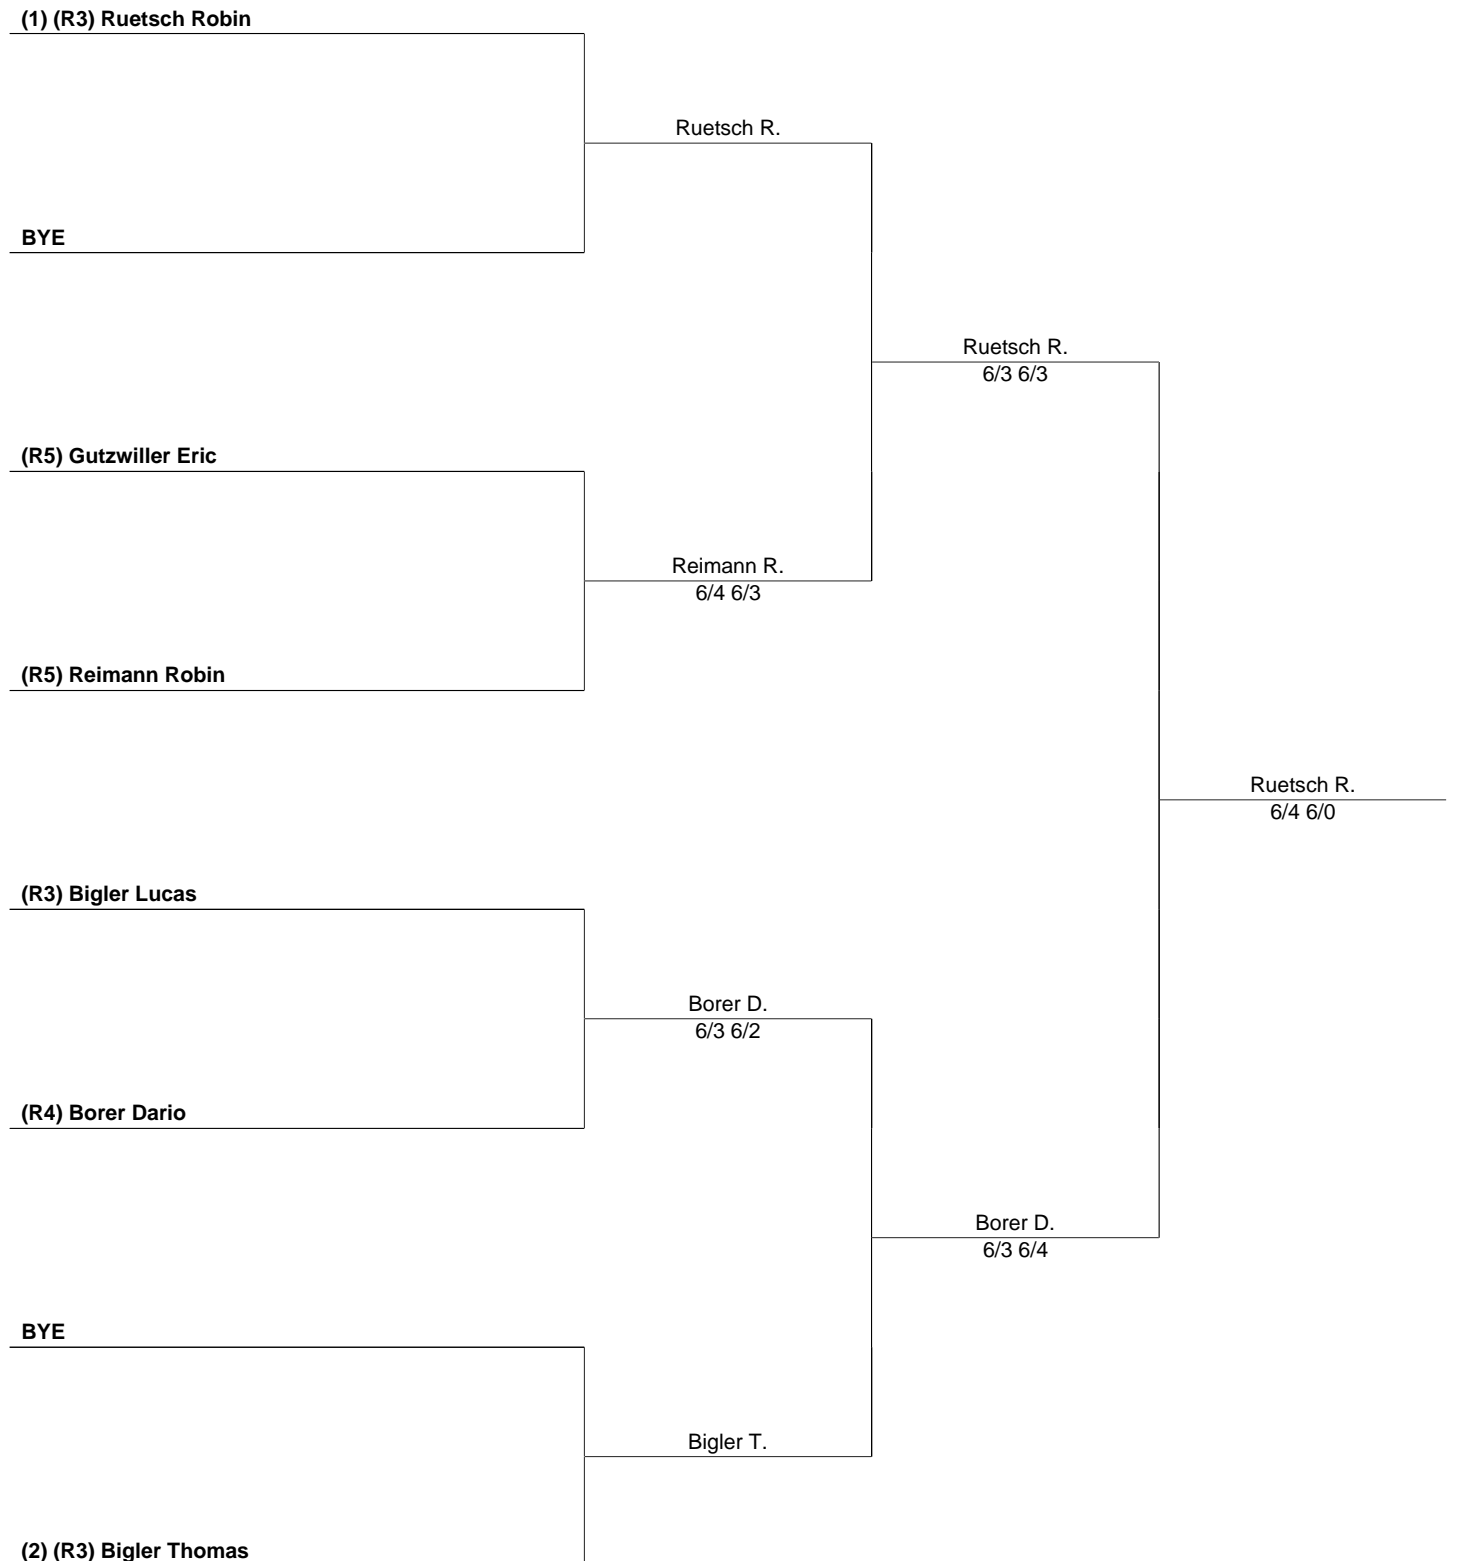 (1) (R3) Ruetsch Robin
Ruetsch R.
BYE
Ruetsch R.
6/3 6/3
(R5) Gutzwiller Eric
Reimann R.
6/4 6/3
(R5) Reimann Robin
Ruetsch R.
6/4 6/0
(R3) Bigler Lucas
Borer D.
6/3 6/2
(R4) Borer Dario
Borer D.
6/3 6/4
BYE
Bigler T.
(2) (R3) Bigler Thomas